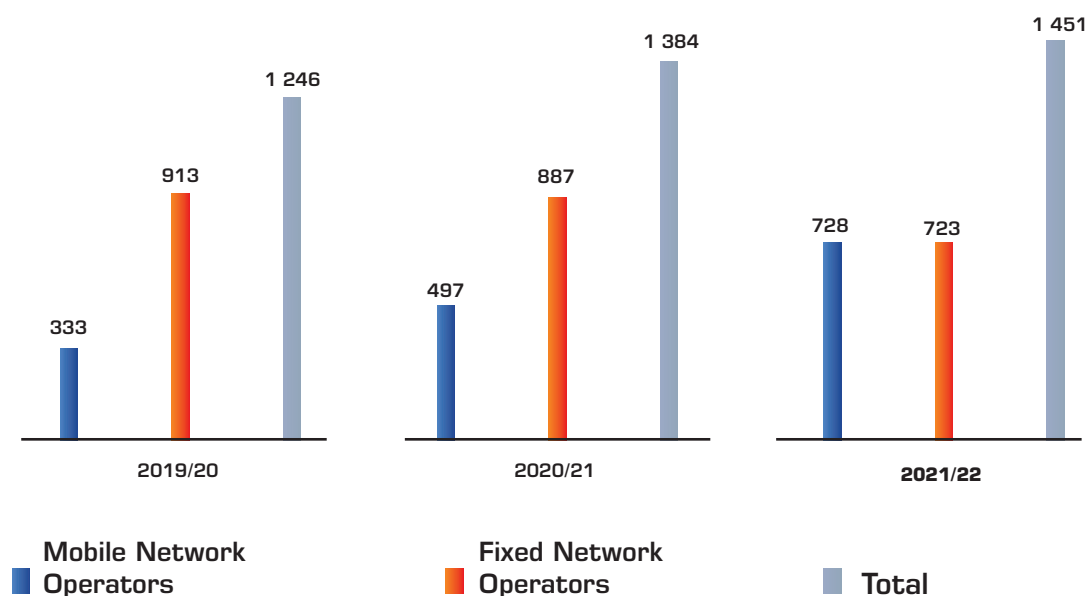 1 246
913
333
2019/20
1 384
887
497
2020/21
1 451
728
723
2021/22
Mobile Network
Operators
Fixed Network
Operators
Total